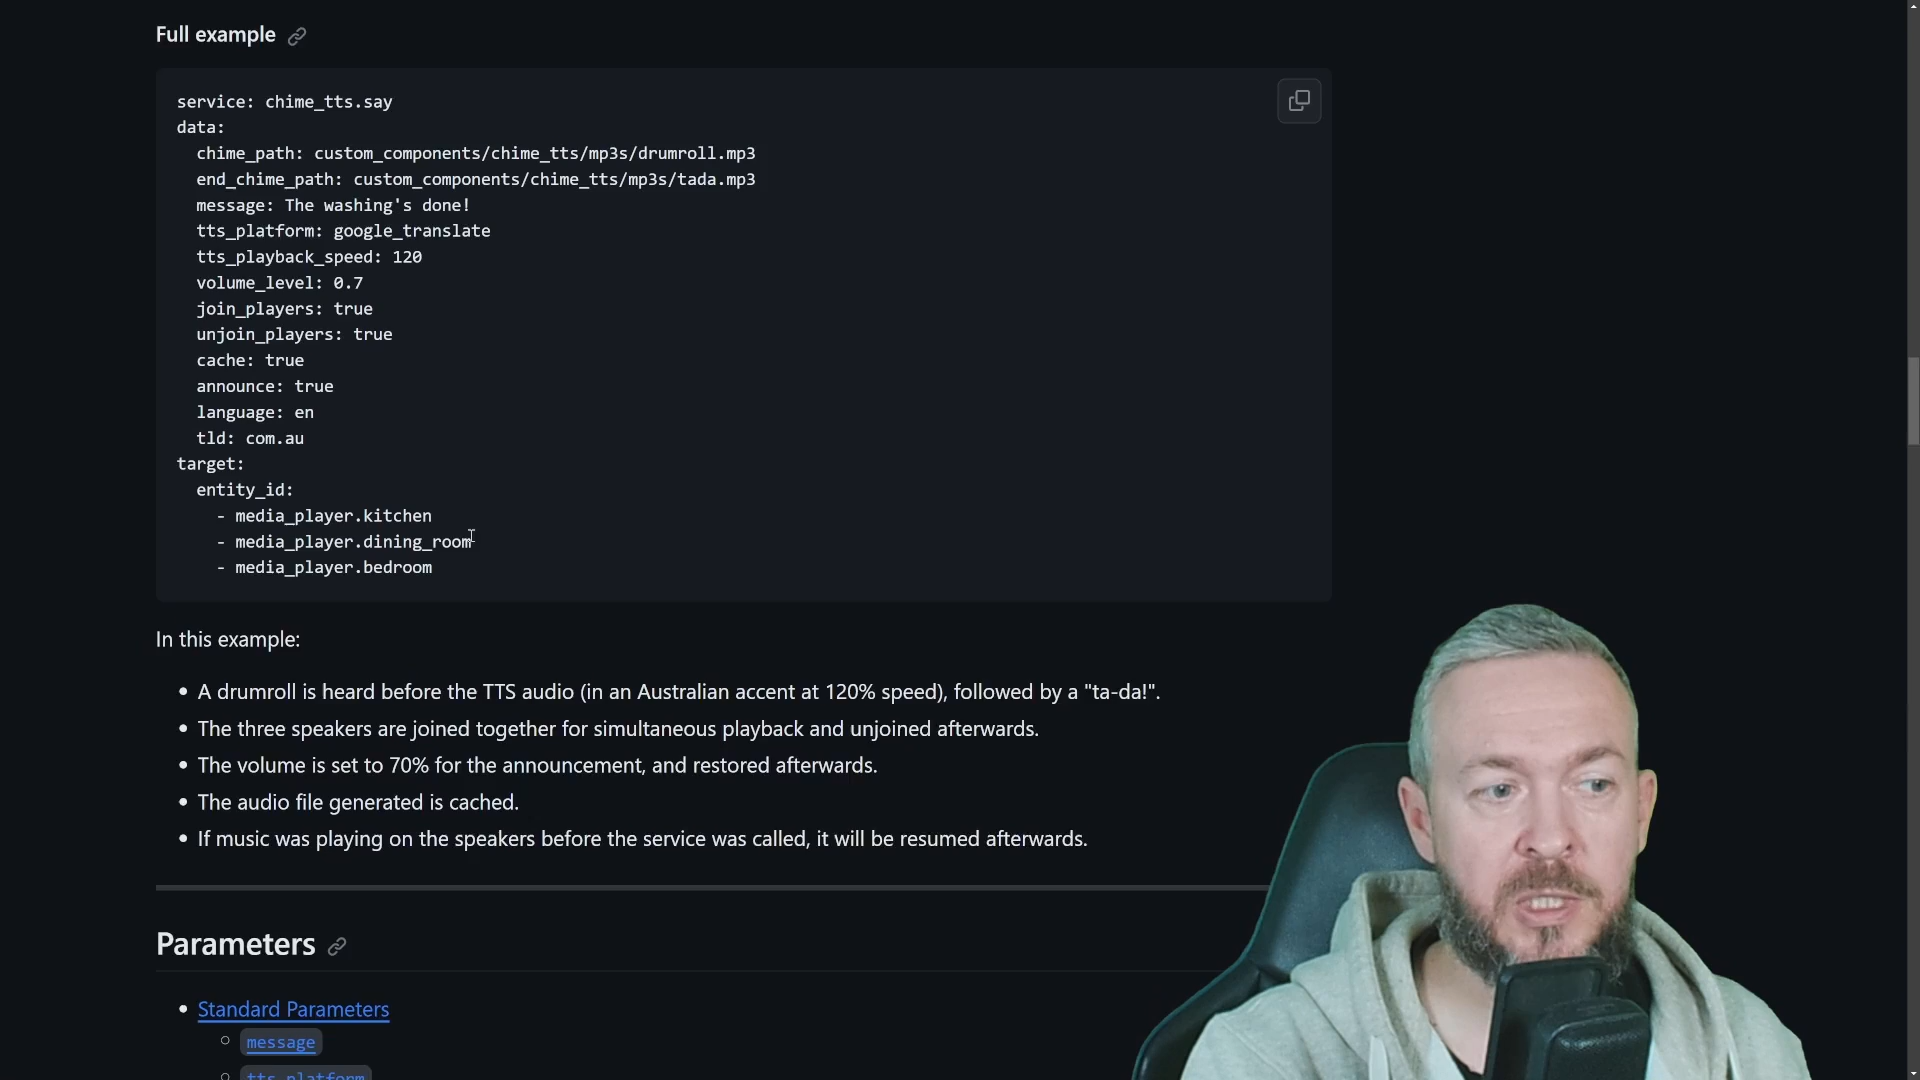 Full example
service: chime_tts.say
data:
  chime_path: custom_components/chime_tts/mp3s/drumroll.mp3
  end_chime_path: custom_components/chime_tts/mp3s/tada.mp3
  message: The washing's done!
  tts_platform: google_translate
  tts_playback_speed: 120
  volume_level: 0.7
  join_players: true
  unjoin_players: true
  cache: true
  announce: true
  language: en
  tld: com.au
target:
  entity_id:
    - media_player.kitchen
    - media_player.dining_room
    - media_player.bedroom
In this example:
• A drumroll is heard before the TTS audio (in an Australian accent at 120% speed), followed by a "ta-da!".
• The three speakers are joined together for simultaneous playback and unjoined afterwards.
• The volume is set to 70% for the announcement, and restored afterwards.
• The audio file generated is cached.
• If music was playing on the speakers before the service was called, it will be resumed afterwards.
Parameters
• Standard Parameters
○ message
○ tts_platform